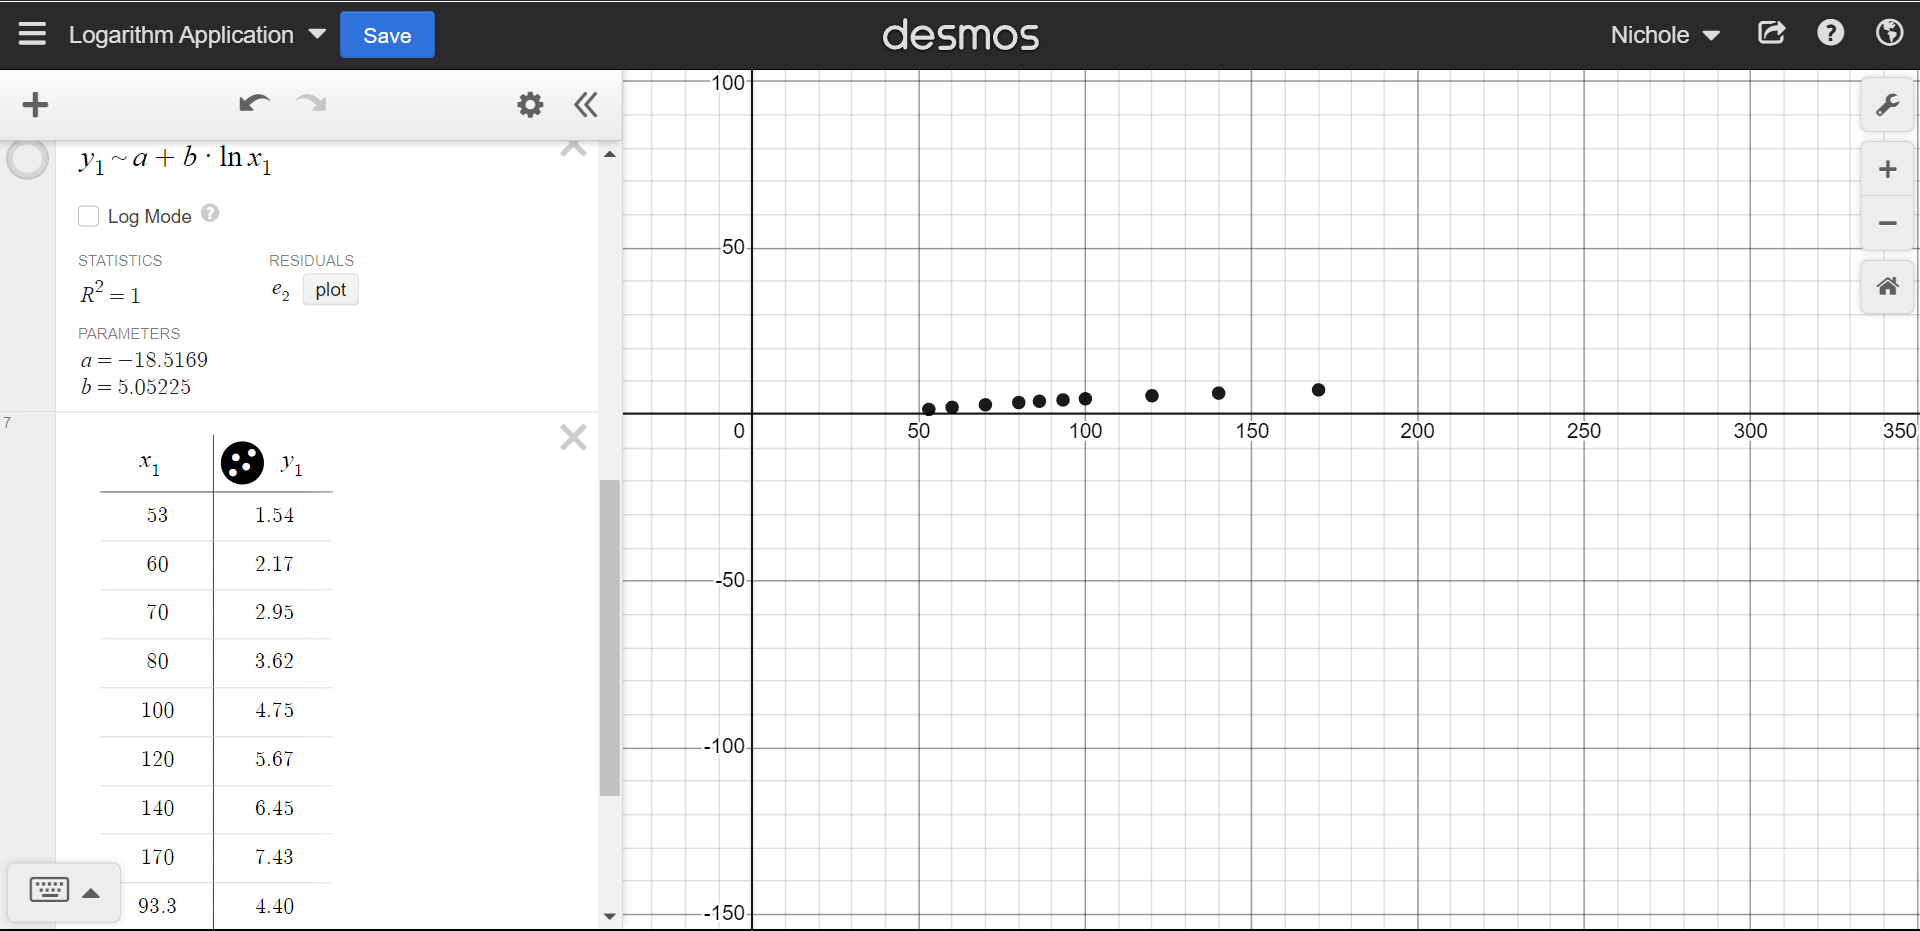 Logarithm Application
Save
desmos
Nichole
?
y₁ ~ a + b · ln x₁
Log Mode ?
STATISTICS
RESIDUALS
R² = 1
e₂ plot
PARAMETERS
a = −18.5169
b = 5.05225
7
x₁ y₁
53 1.54
60 2.17
70 2.95
80 3.62
100 4.75
120 5.67
140 6.45
170 7.43
93.3 4.40
100
50
0 50 100 150 200 250 300 350
-50
-100
-150